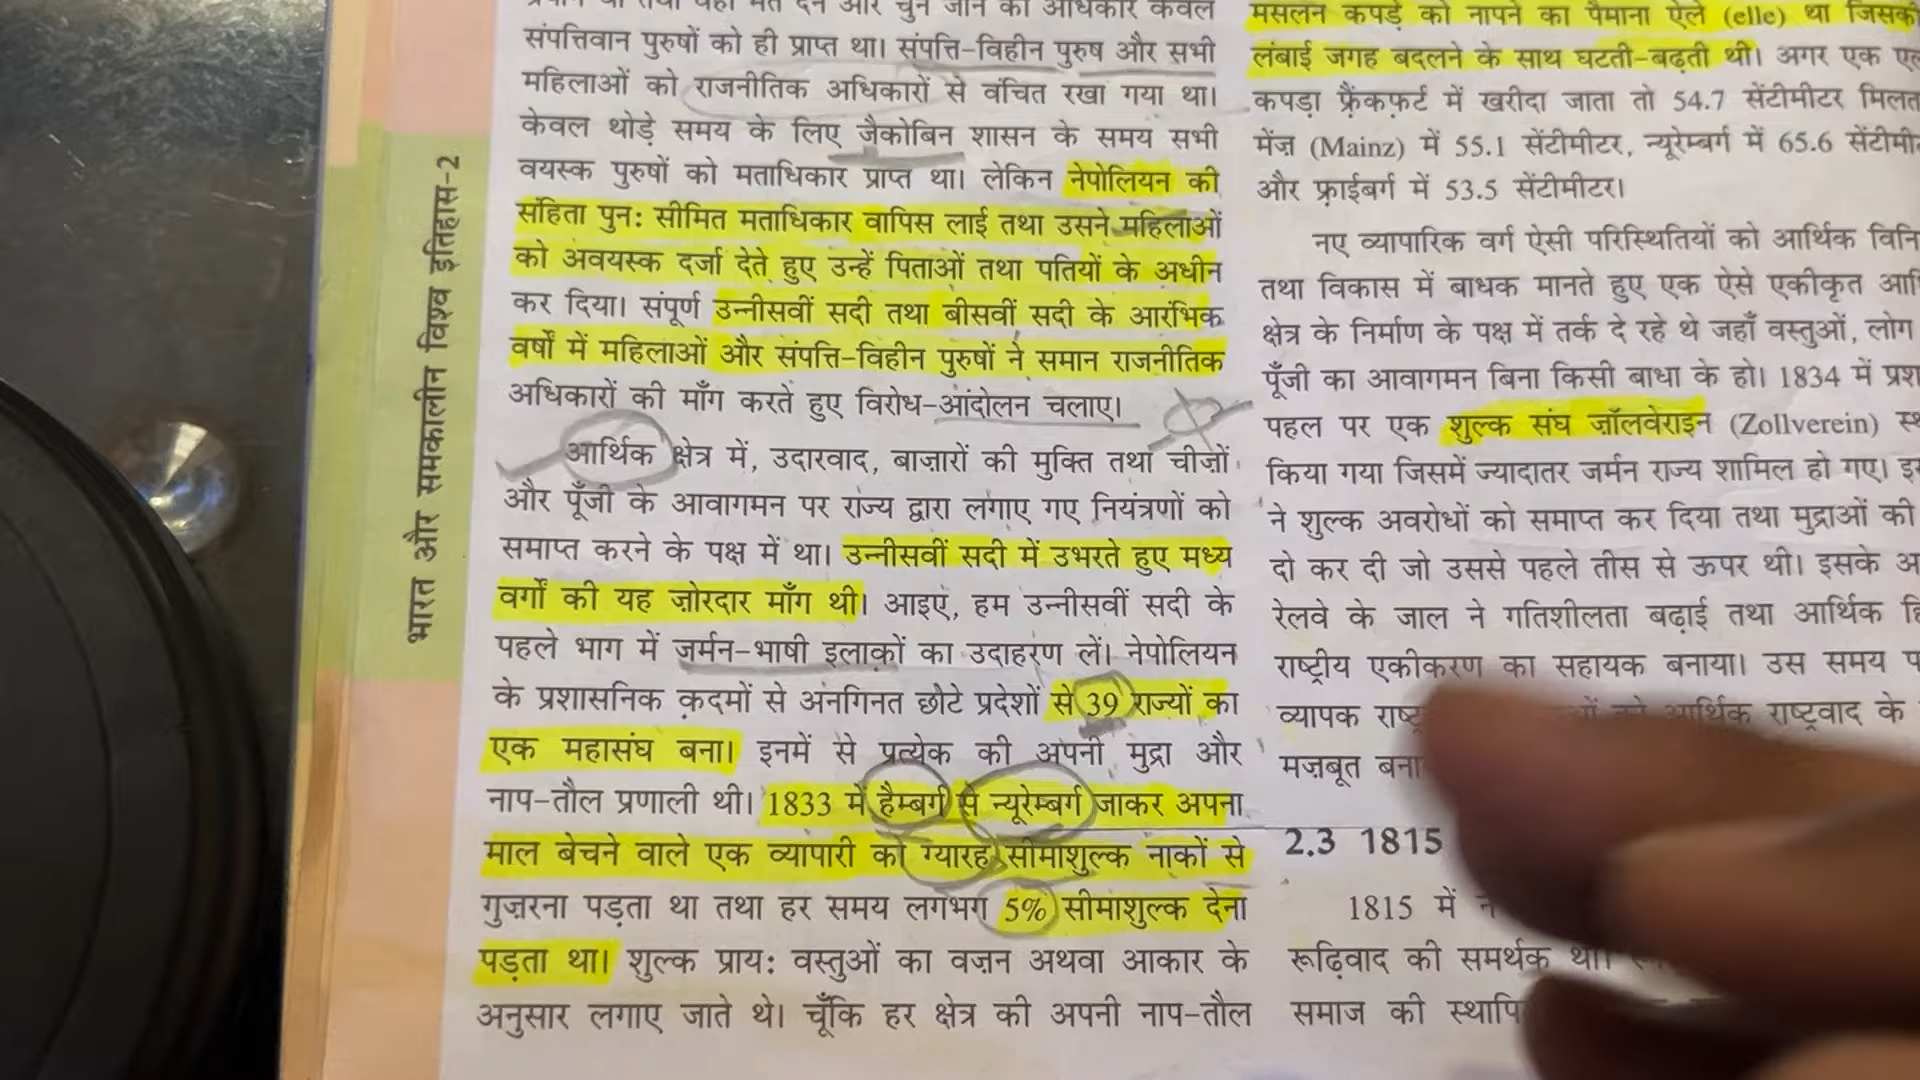 भारत और समकालीन विश्व इतिहास-2
संपत्तिवान पुरुषों को ही प्राप्त था। संपत्ति-विहीन पुरुष और सभी
महिलाओं को राजनीतिक अधिकारों से वंचित रखा गया था।
केवल थोड़े समय के लिए जैकोबिन शासन के समय सभी
वयस्क पुरुषों को मताधिकार प्राप्त था। लेकिन नेपोलियन की
संहिता पुनः सीमित मताधिकार वापिस लाई तथा उसने महिलाओं
को अवयस्क दर्जा देते हुए उन्हें पिताओं तथा पतियों के अधीन
कर दिया। संपूर्ण उन्नीसवीं सदी तथा बीसवीं सदी के आरंभिक
वर्षों में महिलाओं और संपत्ति-विहीन पुरुषों ने समान राजनीतिक
अधिकारों की माँग करते हुए विरोध-आंदोलन चलाए।
आर्थिक क्षेत्र में, उदारवाद, बाज़ारों की मुक्ति तथा चीज़ों
और पूँजी के आवागमन पर राज्य द्वारा लगाए गए नियंत्रणों को
समाप्त करने के पक्ष में था। उन्नीसवीं सदी में उभरते हुए मध्य
वर्गों की यह ज़ोरदार माँग थी। आइए, हम उन्नीसवीं सदी के
पहले भाग में जर्मन-भाषी इलाक़ों का उदाहरण लें। नेपोलियन
के प्रशासनिक क़दमों से अनगिनत छोटे प्रदेशों से 39 राज्यों का
एक महासंघ बना। इनमें से प्रत्येक की अपनी मुद्रा और
नाप-तौल प्रणाली थी। 1833 में हैम्बर्ग से न्यूरेम्बर्ग जाकर अपना
माल बेचने वाले एक व्यापारी को ग्यारह सीमाशुल्क नाकों से
गुज़रना पड़ता था तथा हर समय लगभग 5% सीमाशुल्क देना
पड़ता था। शुल्क प्रायः वस्तुओं का वज़न अथवा आकार के
अनुसार लगाए जाते थे। चूँकि हर क्षेत्र की अपनी नाप-तौल
मसलन कपड़े को नापने का पैमाना ऐले (elle) था जिसकी
लंबाई जगह बदलने के साथ घटती-बढ़ती थी। अगर एक
कपड़ा फ़्रैंकफ़र्ट में खरीदा जाता तो 54.7 सेंटीमीटर
मेंज़ (Mainz) में 55.1 सेंटीमीटर, न्यूरेम्बर्ग में 65.6
और फ़्राईबर्ग में 53.5 सेंटीमीटर।
नए व्यापारिक वर्ग ऐसी परिस्थितियों को आर्थिक
तथा विकास में बाधक मानते हुए एक ऐसे एकीकृत
क्षेत्र के निर्माण के पक्ष में तर्क दे रहे थे जहाँ वस्तुओं, लोग
पूँजी का आवागमन बिना किसी बाधा के हो। 1834 में
पहल पर एक शुल्क संघ ज़ॉलवेराइन (Zollverein)
किया गया जिसमें ज्यादातर जर्मन राज्य शामिल हो गए।
ने शुल्क अवरोधों को समाप्त कर दिया तथा मुद्राओं की
दो कर दी जो उससे पहले तीस से ऊपर थी। इसके
रेलवे के जाल ने गतिशीलता बढ़ाई तथा आर्थिक
राष्ट्रीय एकीकरण का सहायक बनाया। उस समय
व्यापक आर्थिक राष्ट्रवाद के
मज़बूत
2.3 1815
1815 में
रूढ़िवाद की समर्थक थी।
समाज की